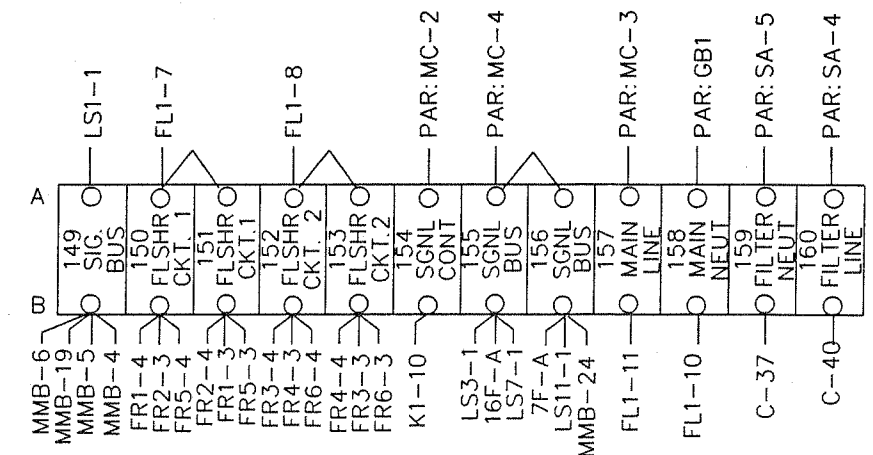 LS1-1
FL1-7
FL1-8
PAR: MC-2
PAR: MC-4
PAR: MC-3
PAR: GB1
PAR: SA-5
PAR: SA-4
A
149
SIG.
BUS
150
FLSHR
CKT. 1
151
FLSHR
CKT.1
152
FLSHR
CKT. 2
153
FLSHR
CKT.2
154
SGNL
CONT
155
SGNL
BUS
156
SGNL
BUS
157
MAIN
LINE
158
MAIN
NEUT
159
FILTER
NEUT
160
FILTER
LINE
B
MMB-6
MMB-19
MMB-5
MMB-4
FR1-4
FR2-3
FR5-4
FR2-4
FR1-3
FR5-3
FR3-4
FR4-3
FR6-4
FR4-4
FR3-3
FR6-3
K1-10
LS3-1
16F-A
LS7-1
7F-A
LS11-1
MMB-24
FL1-11
FL1-10
C-37
C-40